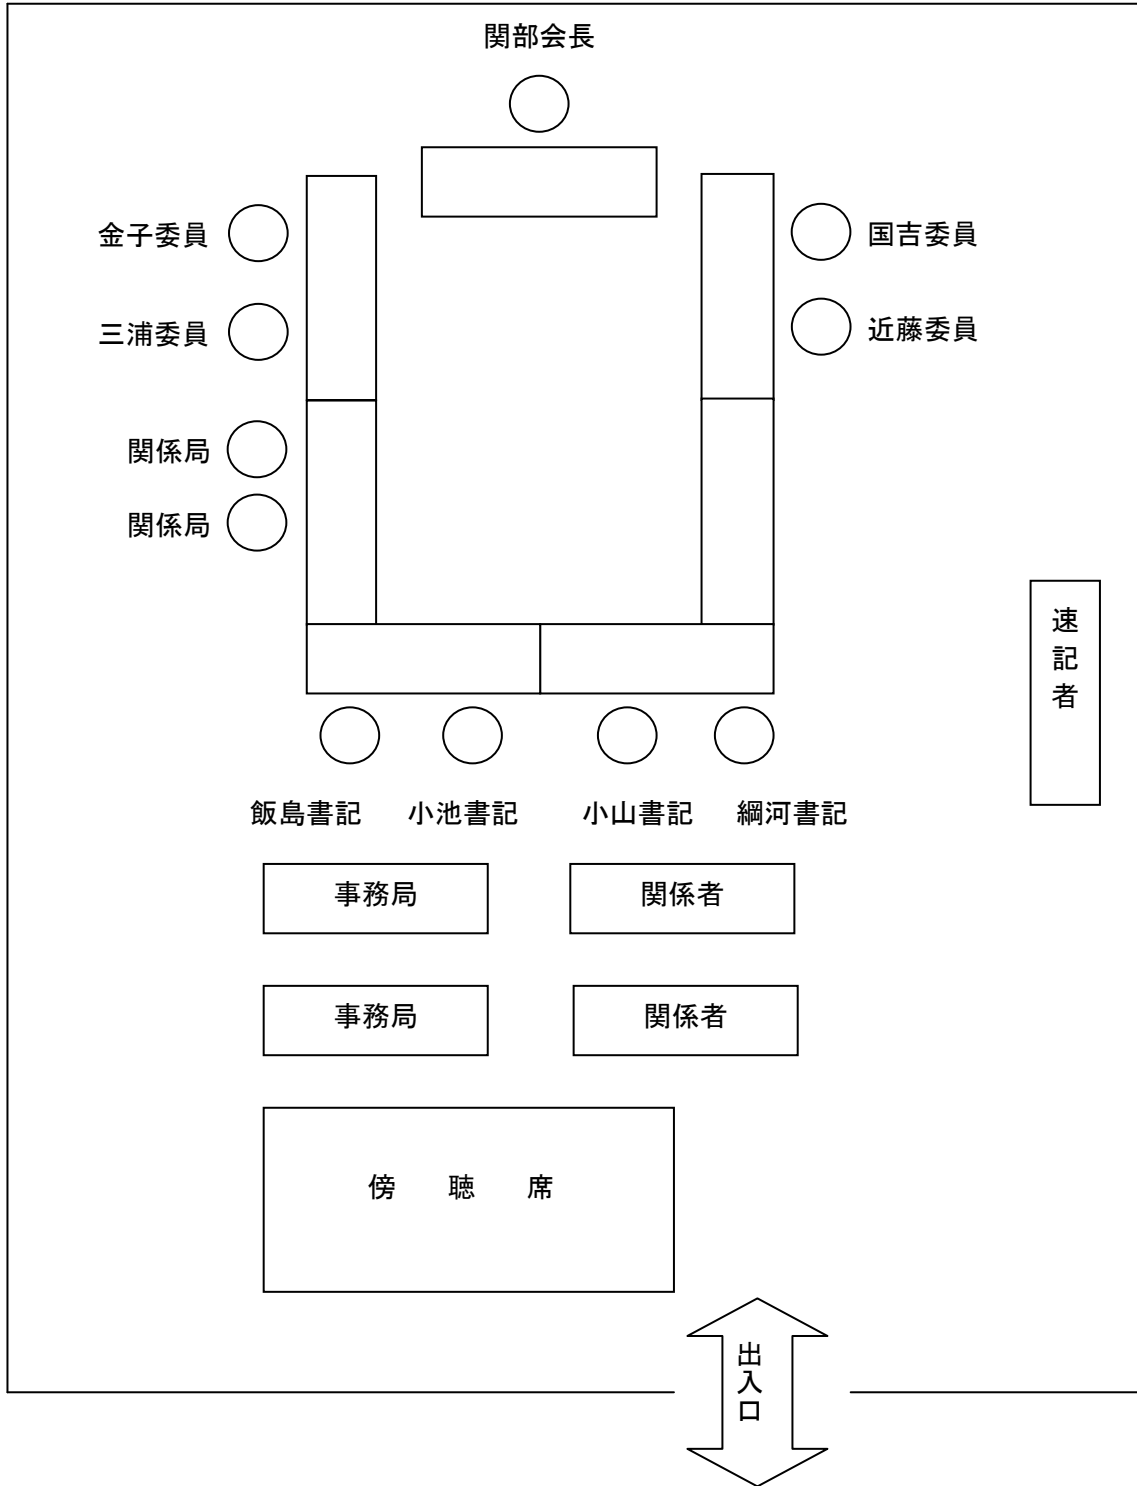 関部会長
金子委員
国吉委員
三浦委員
近藤委員
関係局
関係局
速記者
飯島書記
小池書記
小山書記
綱河書記
事務局
関係者
事務局
関係者
傍聴席
出入口